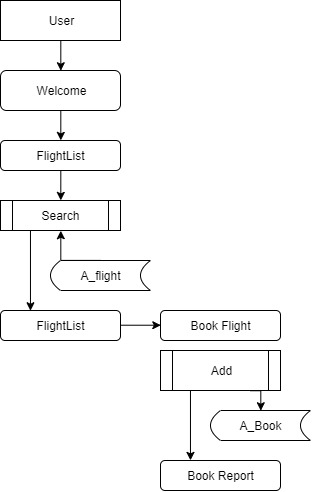 User
Welcome
FlightList
Search
A_flight
FlightList
Book Flight
Add
A_Book
Book Report